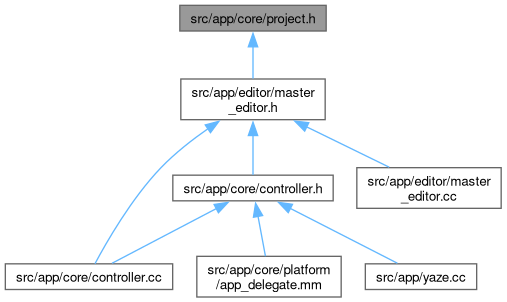 src/app/core/project.h
src/app/editor/master
_editor.h
src/app/core/controller.h
src/app/editor/master
_editor.cc
src/app/core/controller.cc
src/app/core/platform
/app_delegate.mm
src/app/yaze.cc